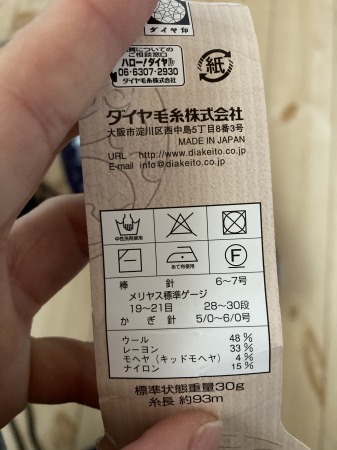 ダイヤ印
品質についての
ご相談窓口
ハロー!ダイヤル
06-6307-2930
ダイヤ毛糸株式会社
紙
ダイヤ毛糸株式会社
大阪市淀川区西中島5丁目8番3号
MADE IN JAPAN
URL http://www.diakeito.co.jp
E-mail info@diakeito.co.jp
中性洗剤使用
あて布使用
F
棒 針 6〜7号
メリヤス標準ゲージ
19〜21目 28〜30段
かぎ針 5/0〜6/0号
ウール 48%
レーヨン 33%
モヘヤ(キッドモヘヤ) 4%
ナイロン 15%
標準状態重量30g
糸長 約93m